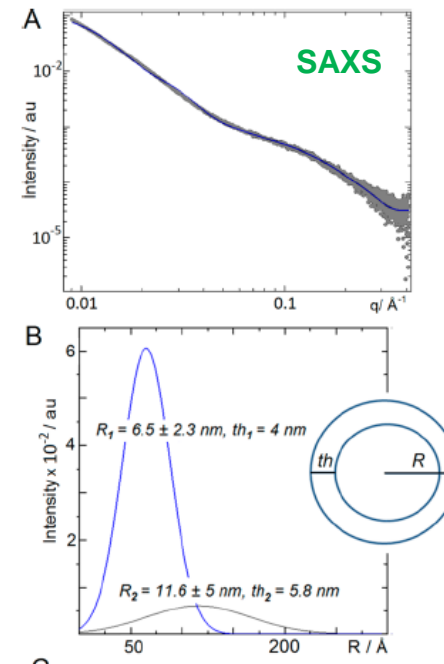 A
SAXS
10⁻²
10⁻⁵
Intensity / au
0.01 0.1 q/ Å⁻¹
B
6
4
2
Intensity x 10⁻² / au
R₁ = 6.5 ± 2.3 nm, th₁ = 4 nm
th R
R₂ = 11.6 ± 5 nm, th₂ = 5.8 nm
50 200 R / Å